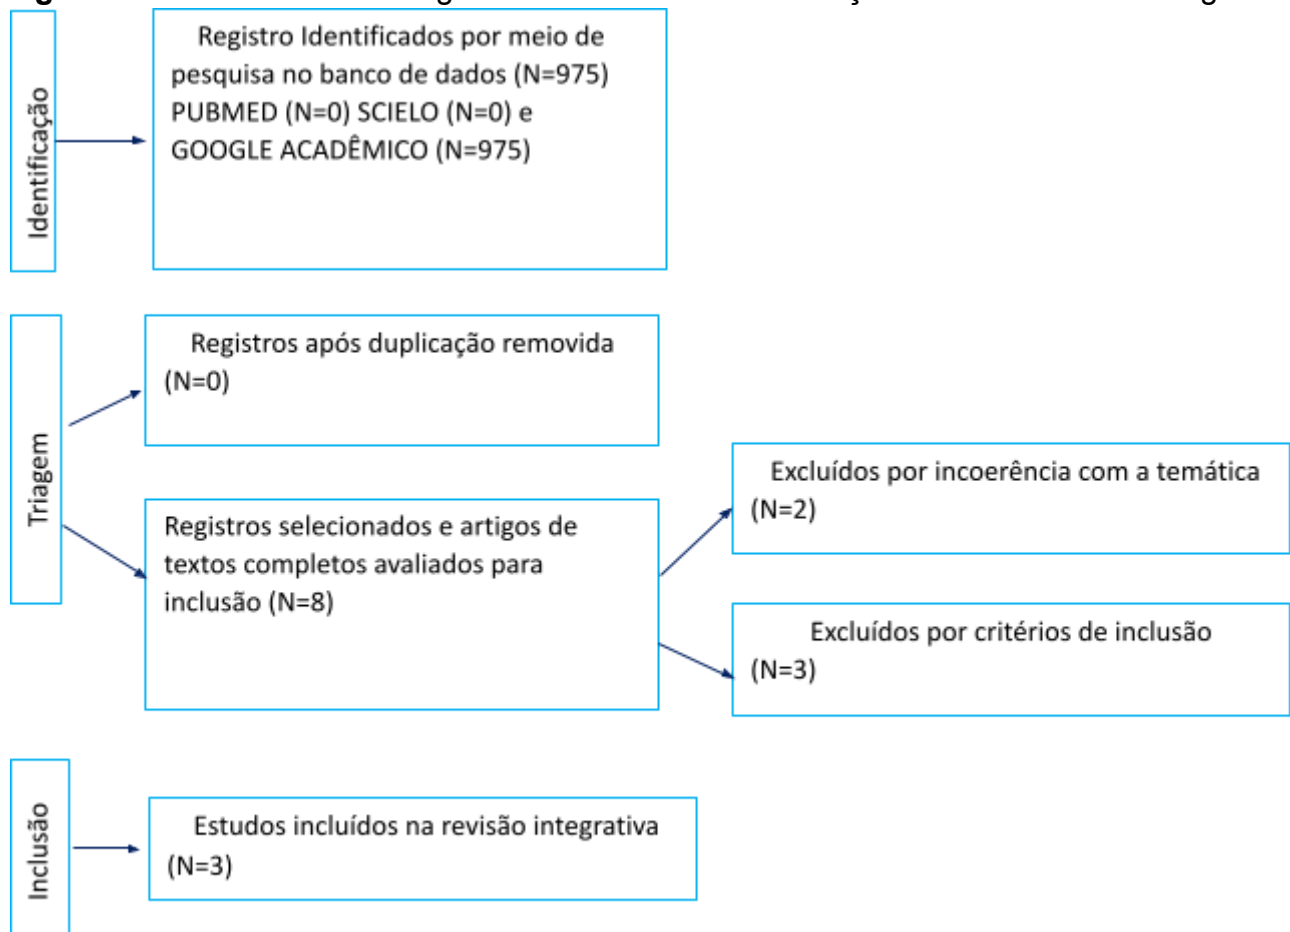 Identificação
Registro Identificados por meio de
pesquisa no banco de dados (N=975)
PUBMED (N=0) SCIELO (N=0) e
GOOGLE ACADÊMICO (N=975)
Triagem
Registros após duplicação removida
(N=0)
Registros selecionados e artigos de
textos completos avaliados para
inclusão (N=8)
Excluídos por incoerência com a temática
(N=2)
Excluídos por critérios de inclusão
(N=3)
Inclusão
Estudos incluídos na revisão integrativa
(N=3)